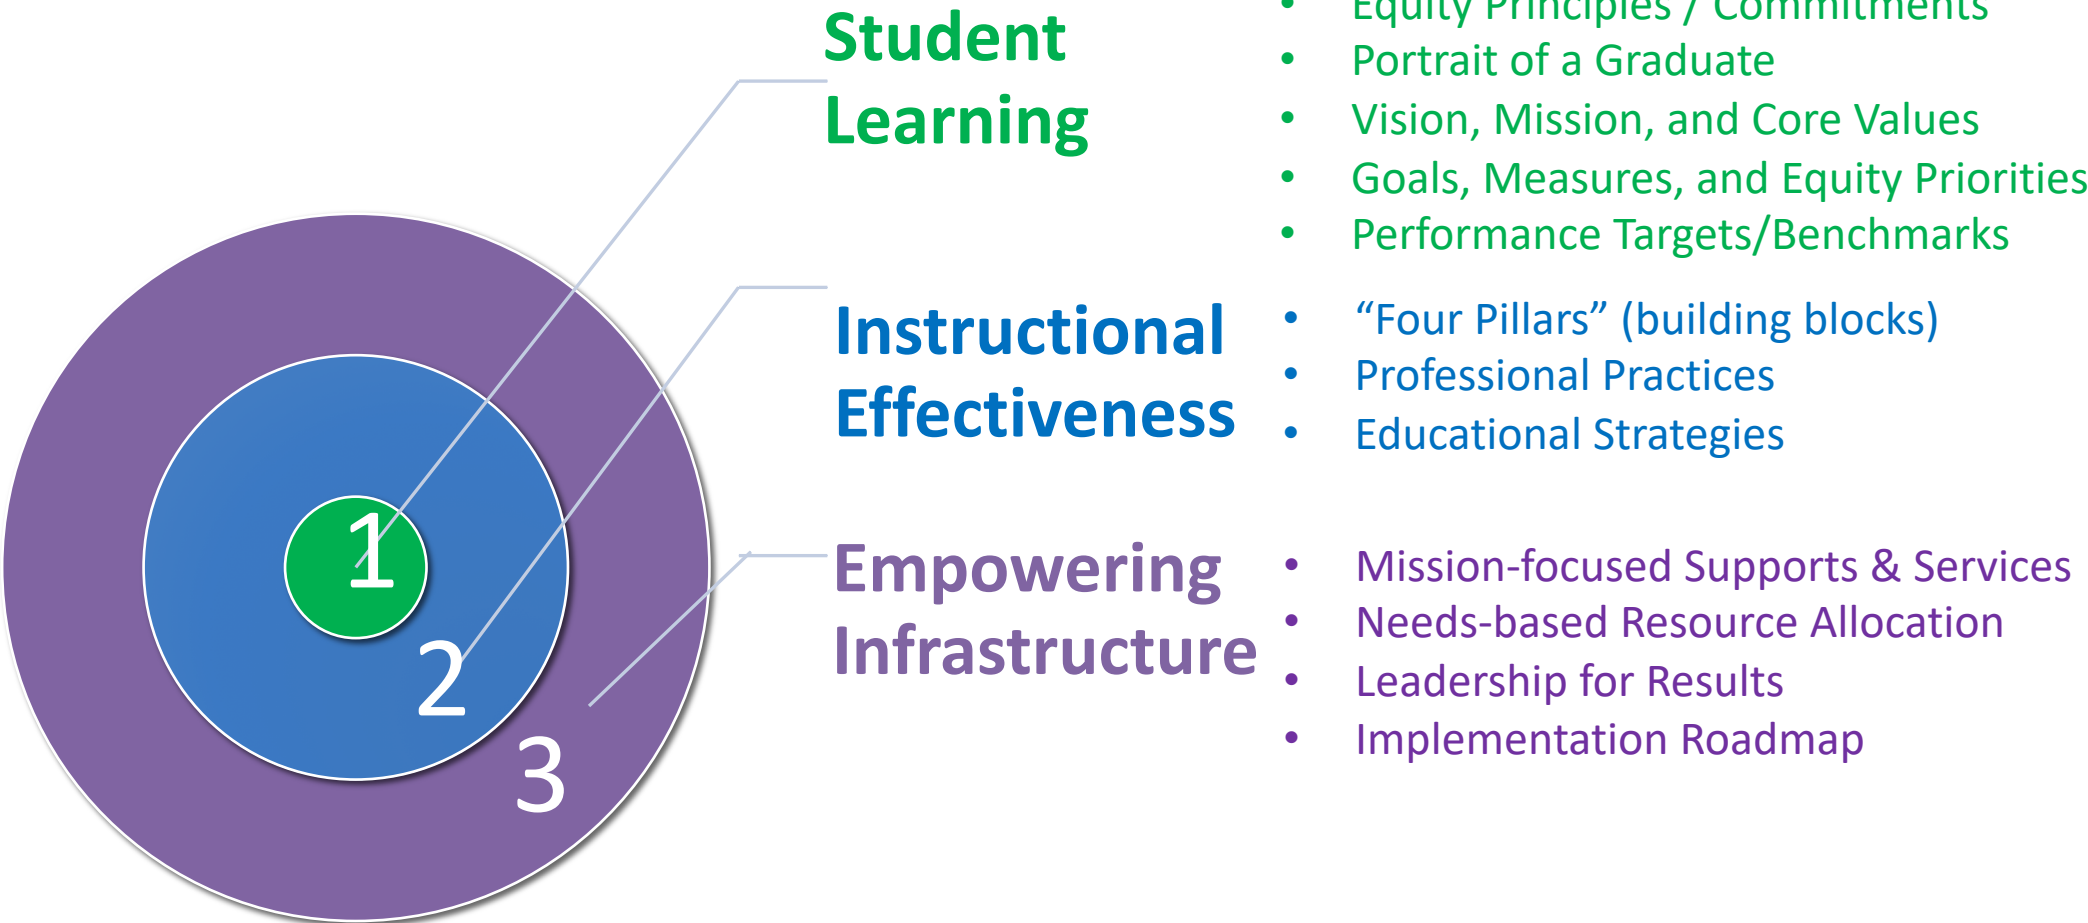 Student
Learning
• Equity Principles / Commitments
• Portrait of a Graduate
• Vision, Mission, and Core Values
• Goals, Measures, and Equity Priorities
• Performance Targets/Benchmarks
Instructional
Effectiveness
• “Four Pillars” (building blocks)
• Professional Practices
• Educational Strategies
Empowering
Infrastructure
• Mission-focused Supports & Services
• Needs-based Resource Allocation
• Leadership for Results
• Implementation Roadmap
1
2
3